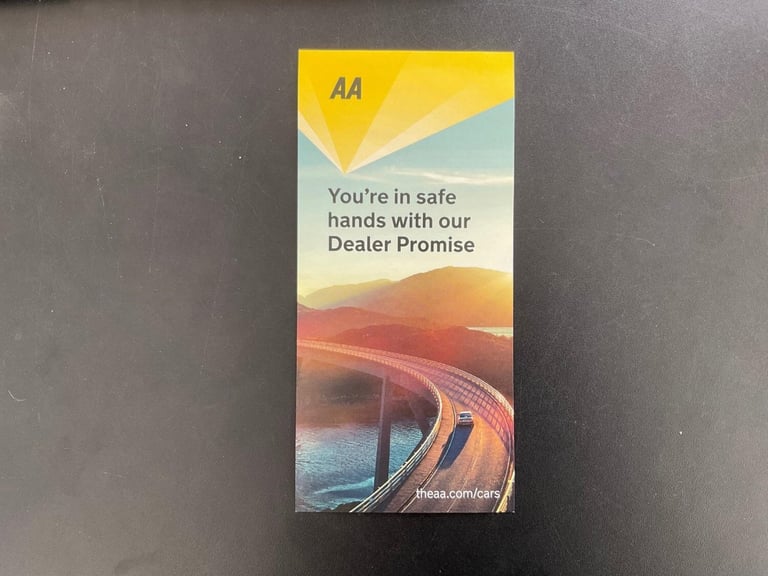 AA
You're in safe
hands with our
Dealer Promise
theaa.com/cars